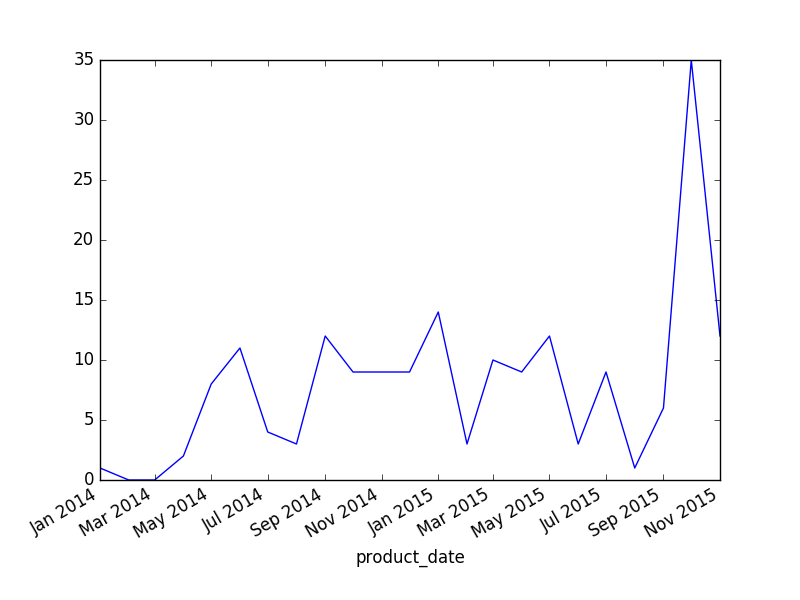 35
30
25
20
15
10
5
0
Jan 2014
Mar 2014
May 2014
Jul 2014
Sep 2014
Nov 2014
Jan 2015
Mar 2015
May 2015
Jul 2015
Sep 2015
Nov 2015
product_date